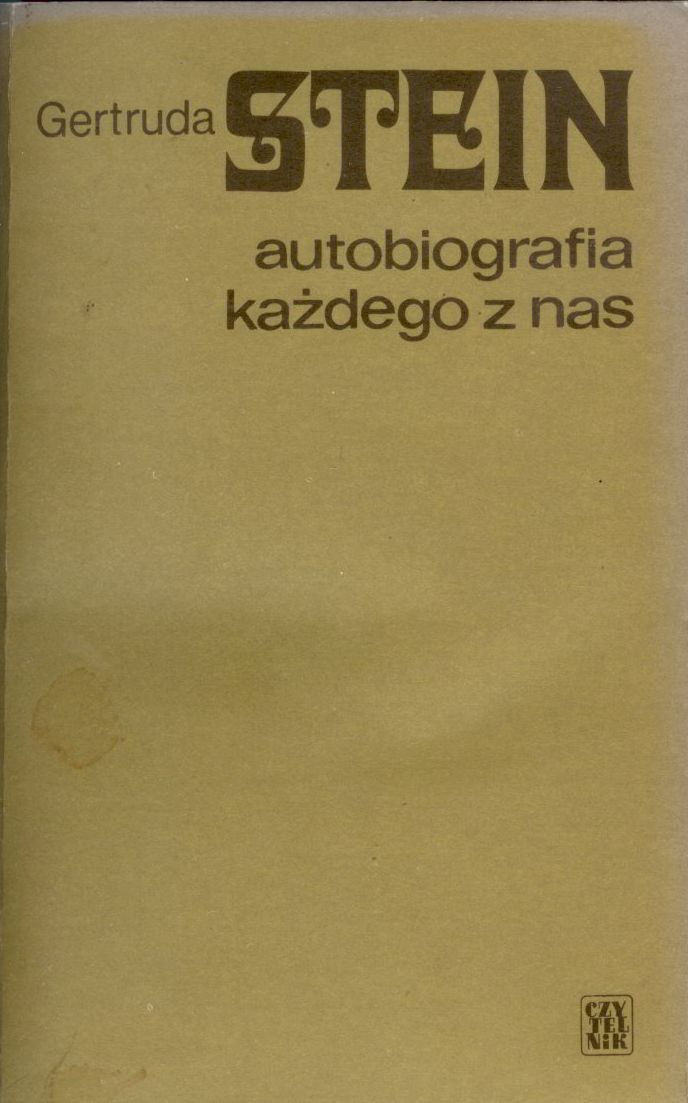 Gertruda STEIN
autobiografia
każdego z nas
CZY
TEL
NiK